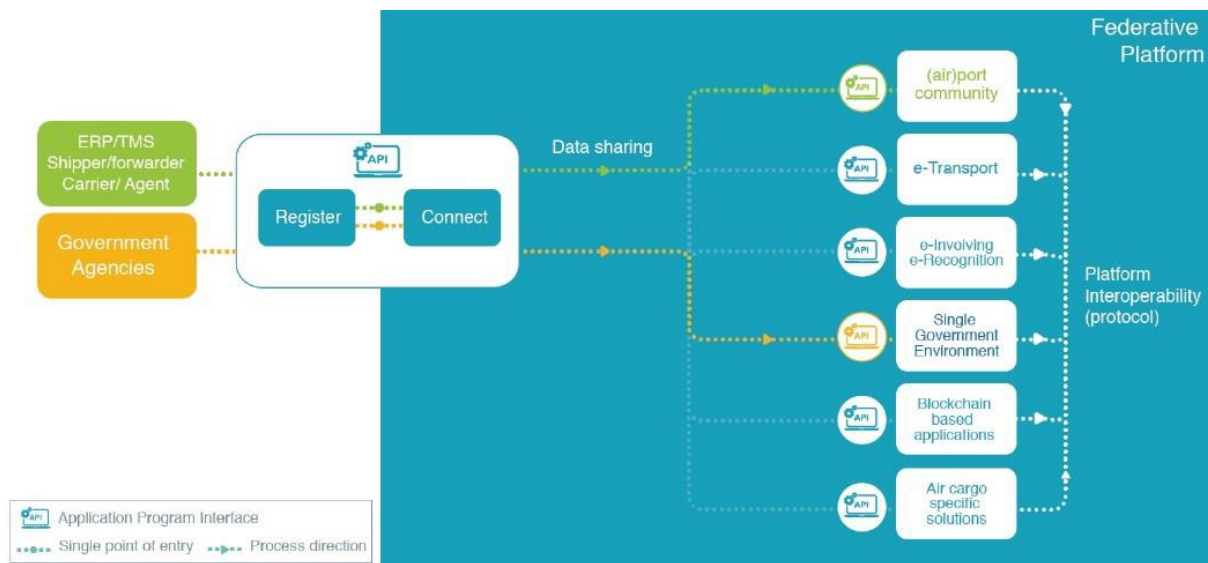 Federative
Platform
ERP/TMS
Shipper/forwarder
Carrier/ Agent
Government
Agencies
API
Register
Connect
Data sharing
API
(air)port
community
API
e-Transport
API
e-Involving
e-Recognition
API
Single
Government
Environment
API
Blockchain
based
applications
API
Air cargo
specific
solutions
Platform
Interoperability
(protocol)
API
Application Program Interface
Single point of entry
Process direction